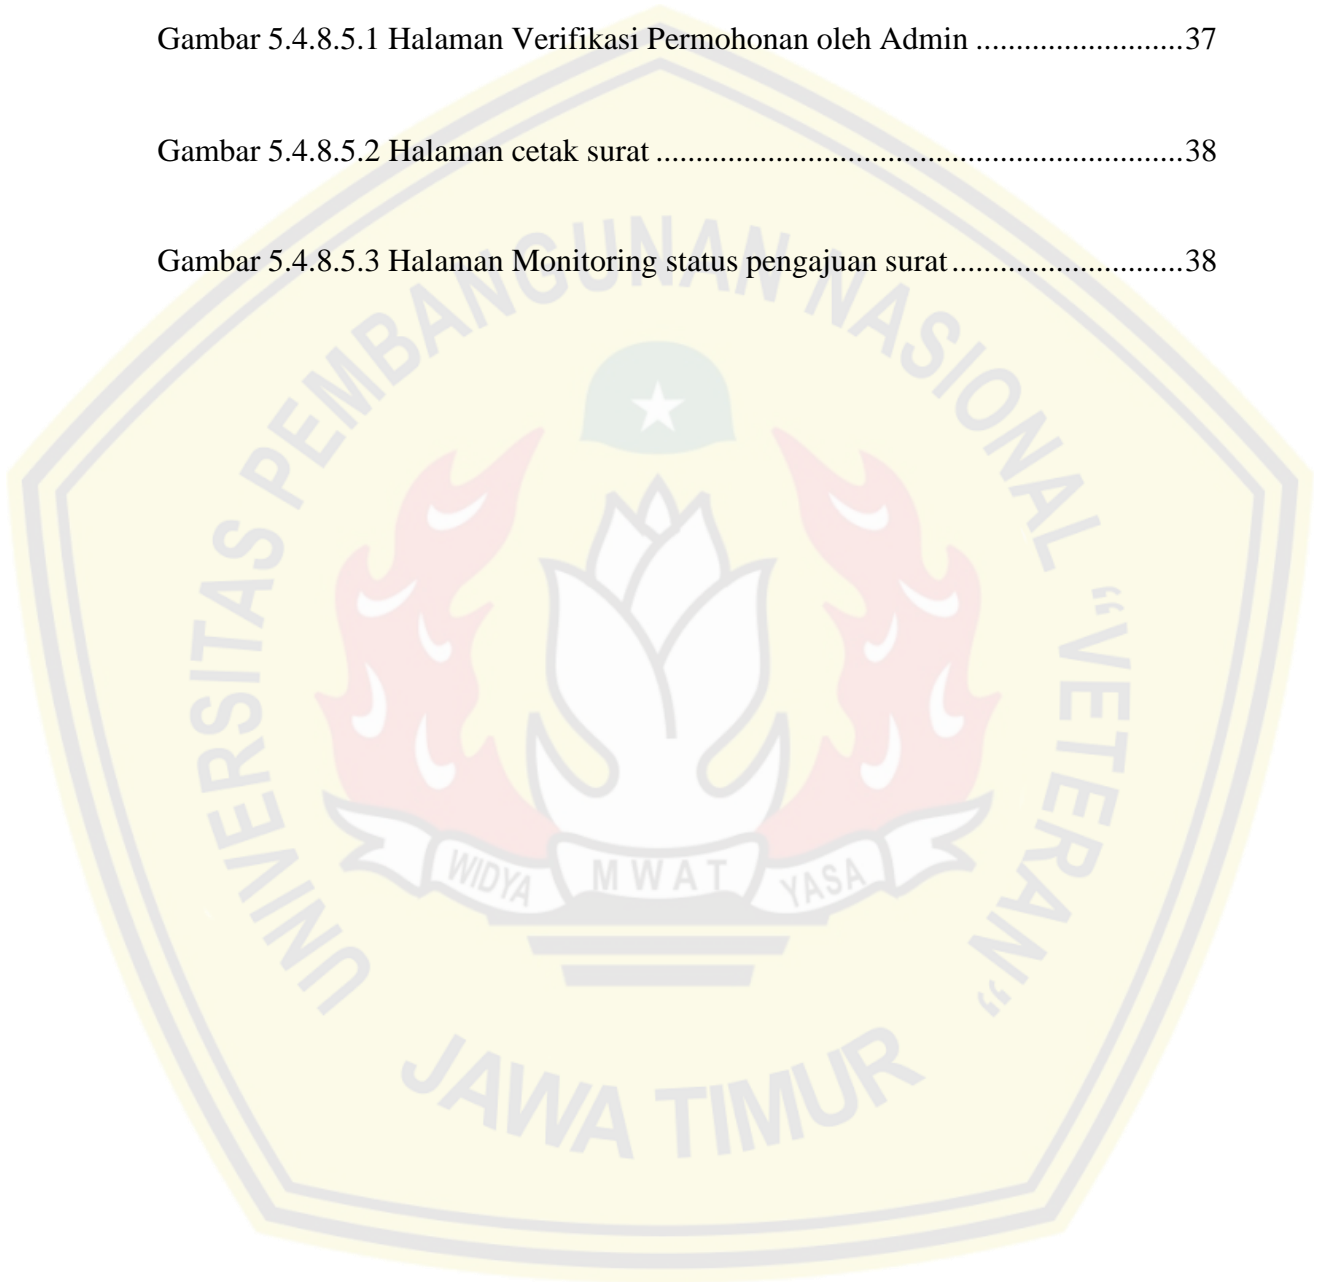 Gambar 5.4.8.5.1 Halaman Verifikasi Permohonan oleh Admin ..........................37
Gambar 5.4.8.5.2 Halaman cetak surat ...................................................................38
Gambar 5.4.8.5.3 Halaman Monitoring status pengajuan surat.............................38
UNIVERSITAS PEMBANGUNAN NASIONAL “VETERAN”
WIDYA MWAT YASA
JAWA TIMUR